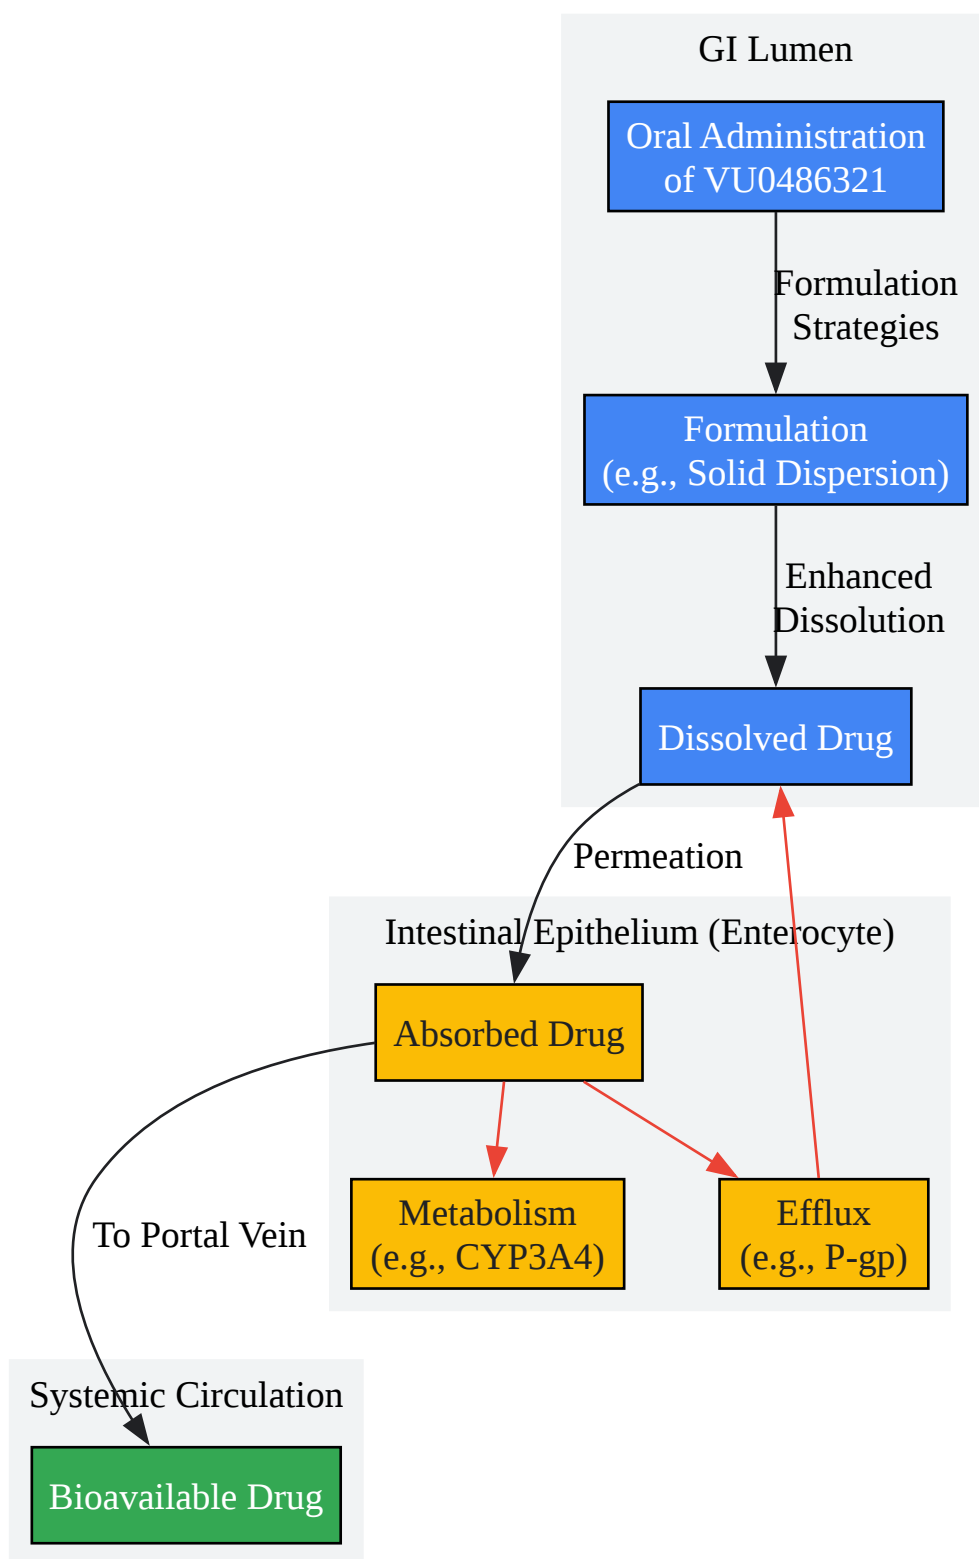 GI Lumen
Oral Administration
of VU0486321
Formulation
Strategies
Formulation
(e.g., Solid Dispersion)
Enhanced
Dissolution
Dissolved Drug
Permeation
Intestinal Epithelium (Enterocyte)
Absorbed Drug
Metabolism
(e.g., CYP3A4)
Efflux
(e.g., P-gp)
To Portal Vein
Systemic Circulation
Bioavailable Drug